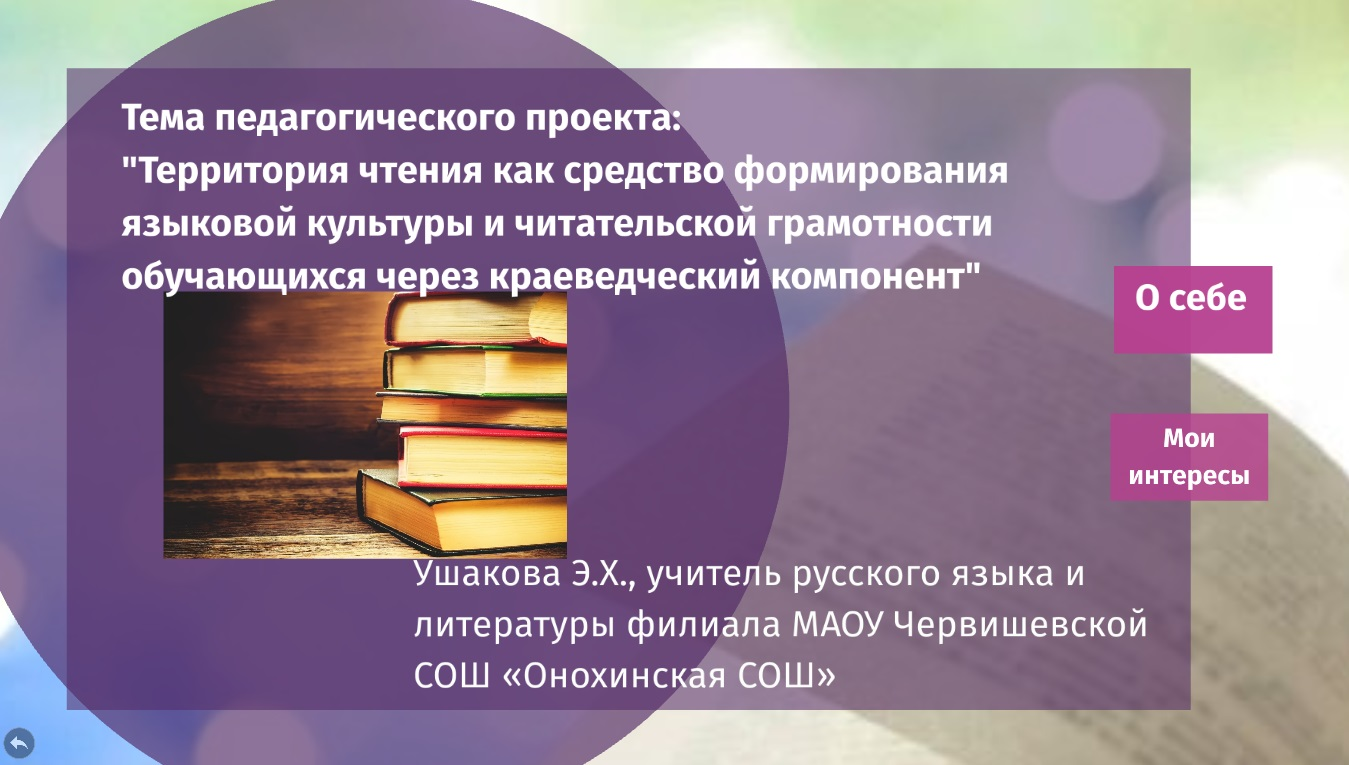 Тема педагогического проекта:
"Территория чтения как средство формирования
языковой культуры и читательской грамотности
обучающихся через краеведческий компонент"
О себе
Мои
интересы
Ушакова Э.Х., учитель русского языка и
литературы филиала МАОУ Червишевской
СОШ «Онохинская СОШ»